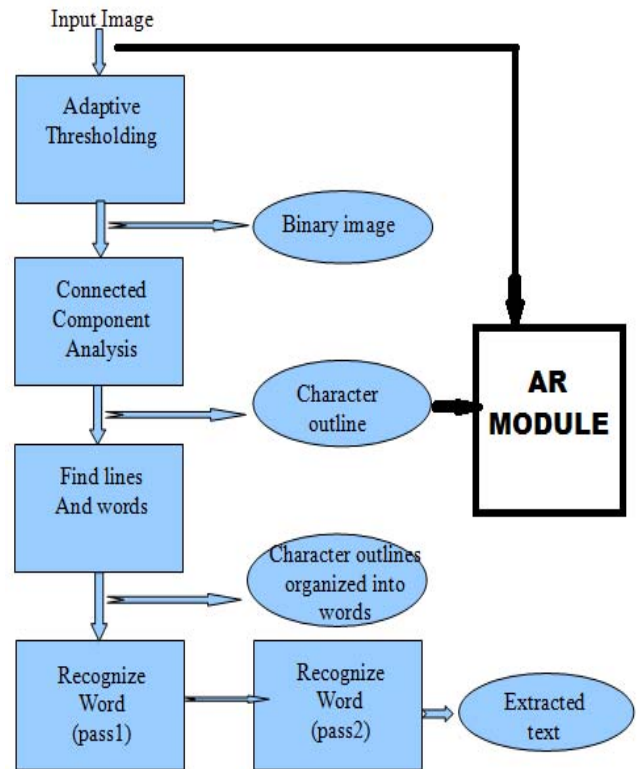 Input Image
Adaptive
Thresholding
Binary image
Connected
Component
Analysis
Character
outline
AR
MODULE
Find lines
And words
Character outlines
organized into
words
Recognize
Word
(pass1)
Recognize
Word
(pass2)
Extracted
text